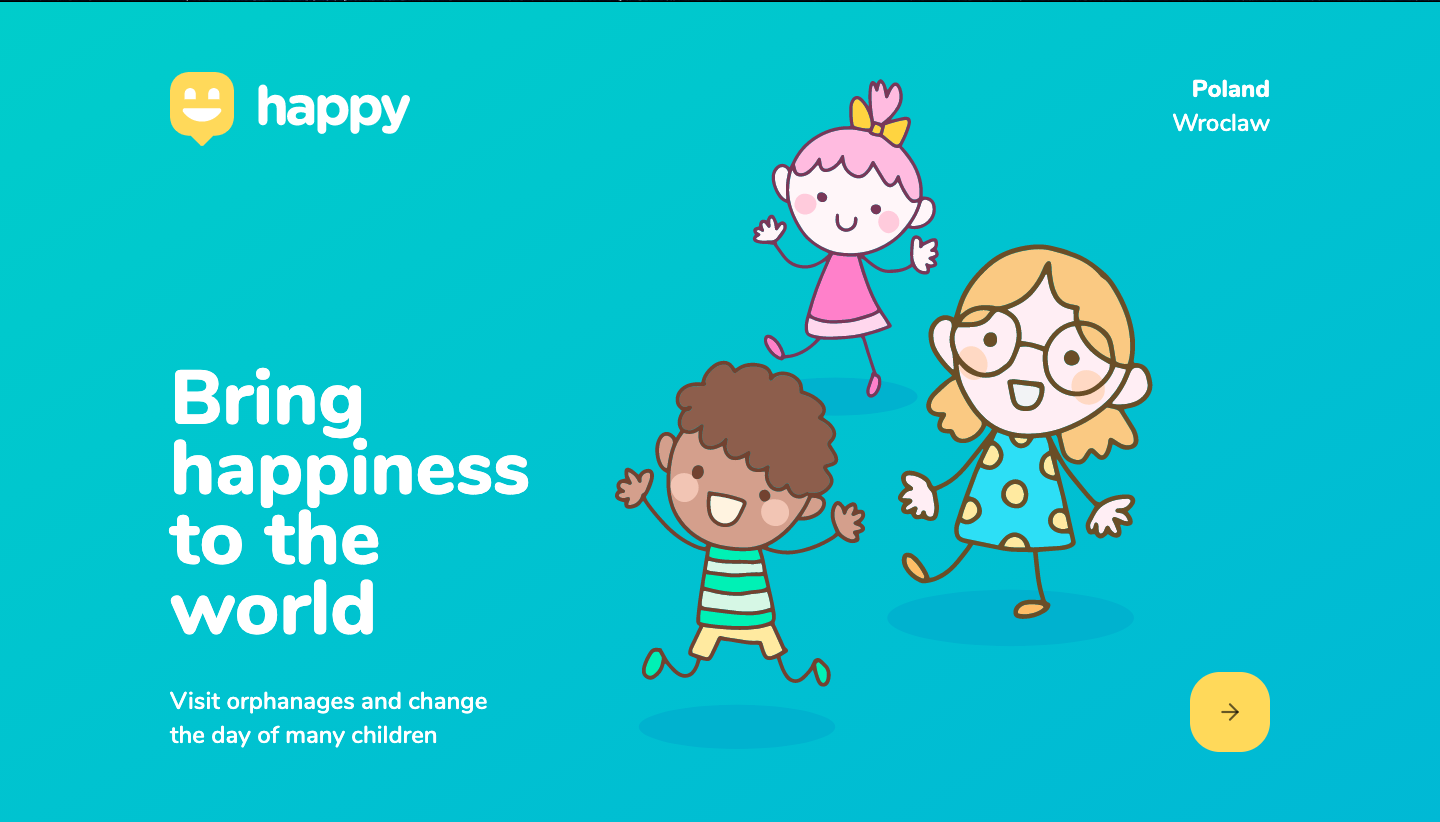 happy
Poland
Wroclaw
Bring
happiness
to the
world
Visit orphanages and change
the day of many children